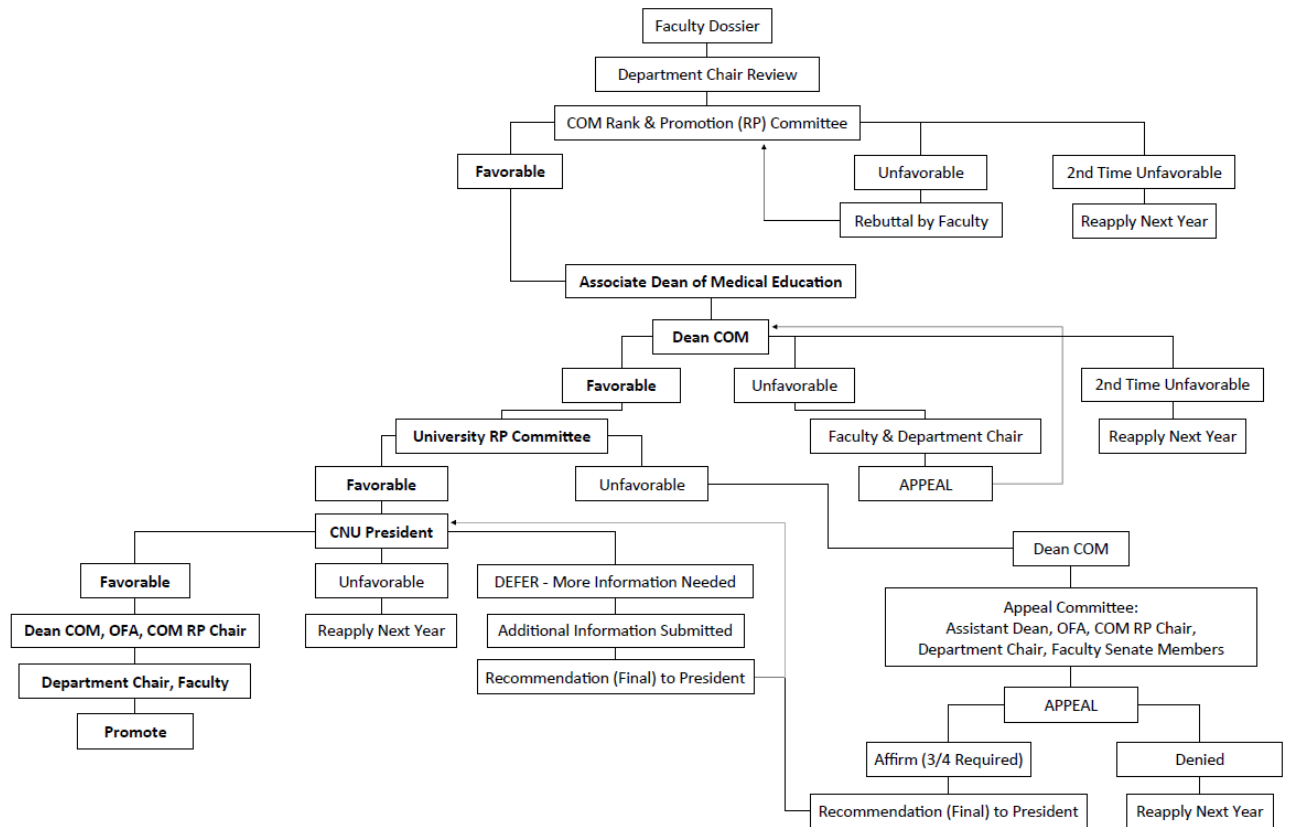 Faculty Dossier
Department Chair Review
COM Rank & Promotion (RP) Committee
Favorable
Unfavorable
2nd Time Unfavorable
Rebuttal by Faculty
Reapply Next Year
Associate Dean of Medical Education
Dean COM
Favorable
Unfavorable
2nd Time Unfavorable
University RP Committee
Faculty & Department Chair
Reapply Next Year
Favorable
Unfavorable
APPEAL
CNU President
Dean COM
Favorable
Unfavorable
DEFER - More Information Needed
Dean COM, OFA, COM RP Chair
Reapply Next Year
Additional Information Submitted
Appeal Committee:
Assistant Dean, OFA, COM RP Chair,
Department Chair, Faculty Senate Members
Department Chair, Faculty
Recommendation (Final) to President
APPEAL
Promote
Affirm (3/4 Required)
Denied
Recommendation (Final) to President
Reapply Next Year